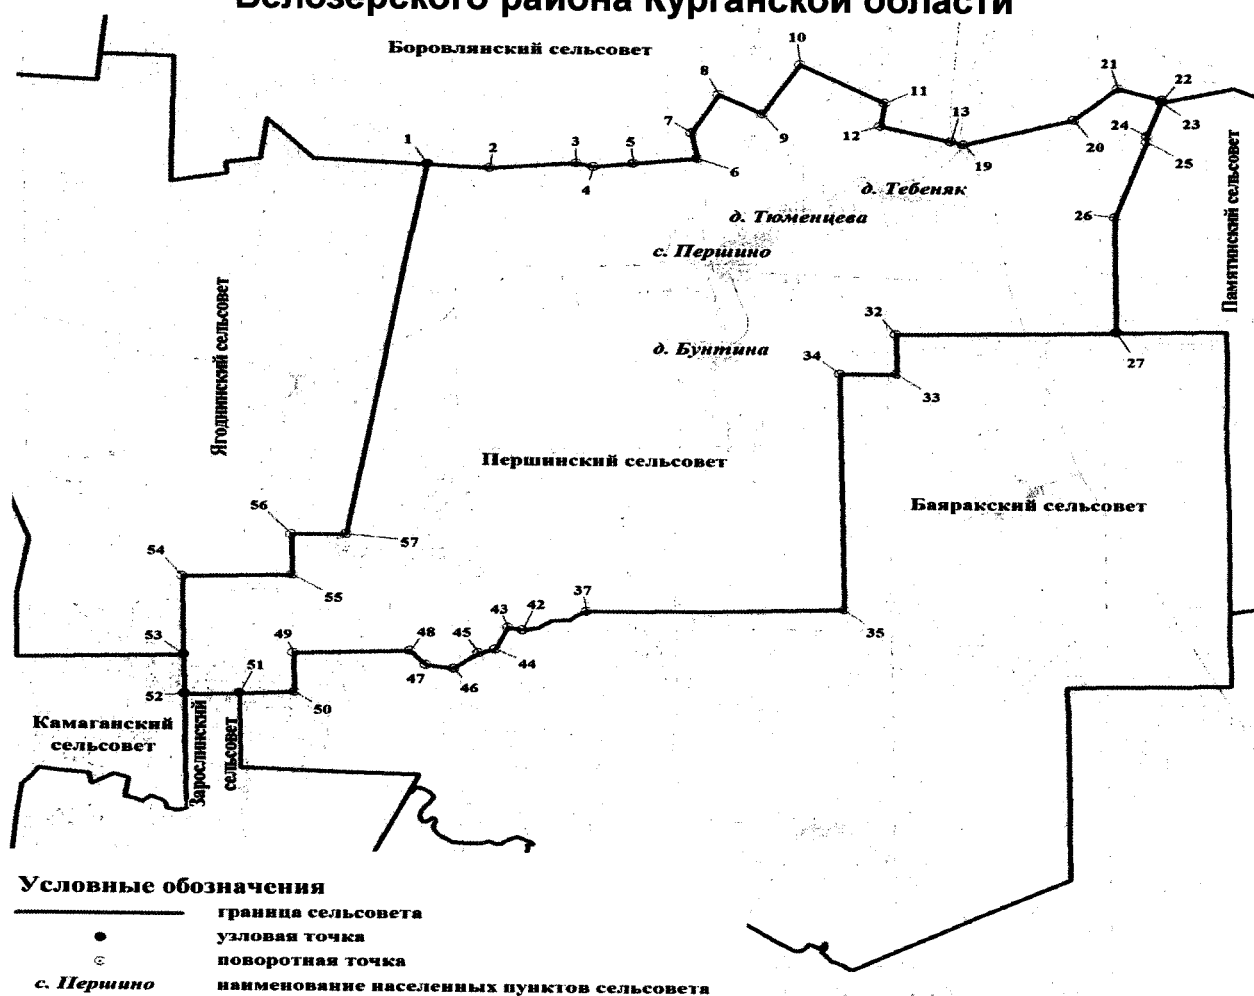 Белозерского района Курганской области
Боровлянский сельсовет
10
8
21
22
11
7
9
12
13
24
23
1
2
3
5
4
6
19
20
25
д. Тебеняк
26
д. Тюменцева
с. Першино
Памятинский сельсовет
Ягодинский сельсовет
32
д. Бунтина
34
27
33
Першинский сельсовет
Баяракский сельсовет
56
57
54
55
37
43
42
35
53
49
48
45
44
51
47
46
52
50
Камаганский
сельсовет
Зарослинский
сельсовет
Условные обозначения
граница сельсовета
узловая точка
поворотная точка
с. Першино наименование населенных пунктов сельсовета